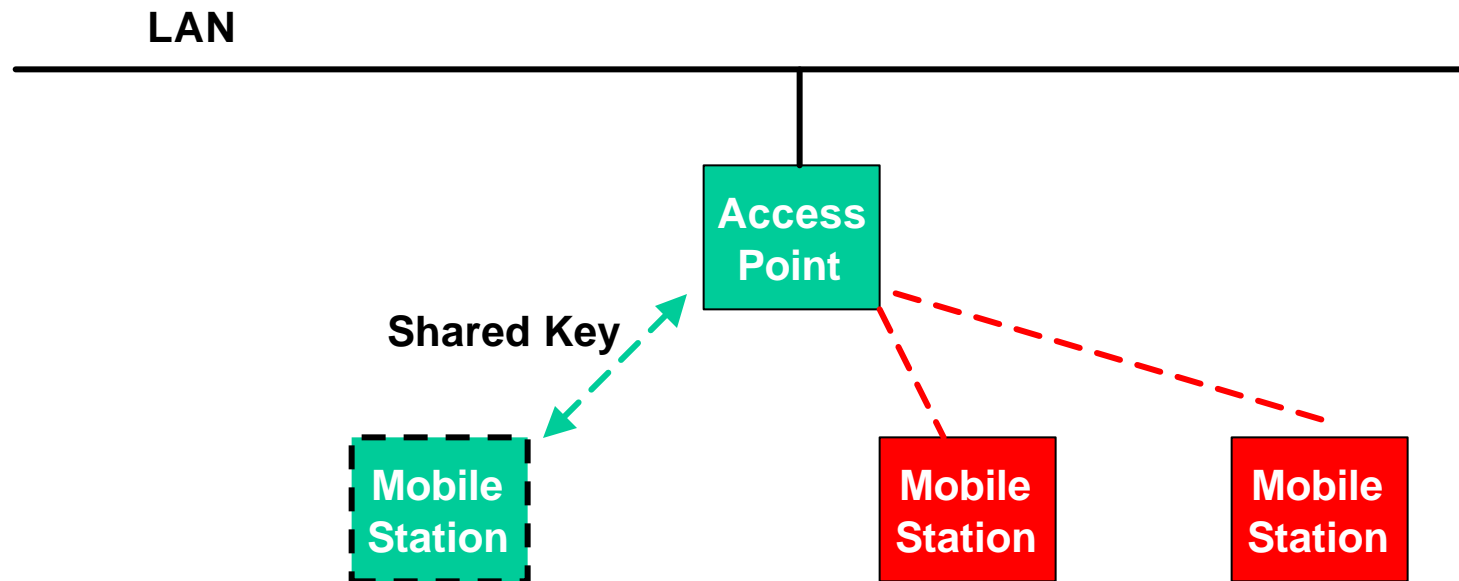 LAN
Access
Point
Shared Key
Mobile
Station
Mobile
Station
Mobile
Station